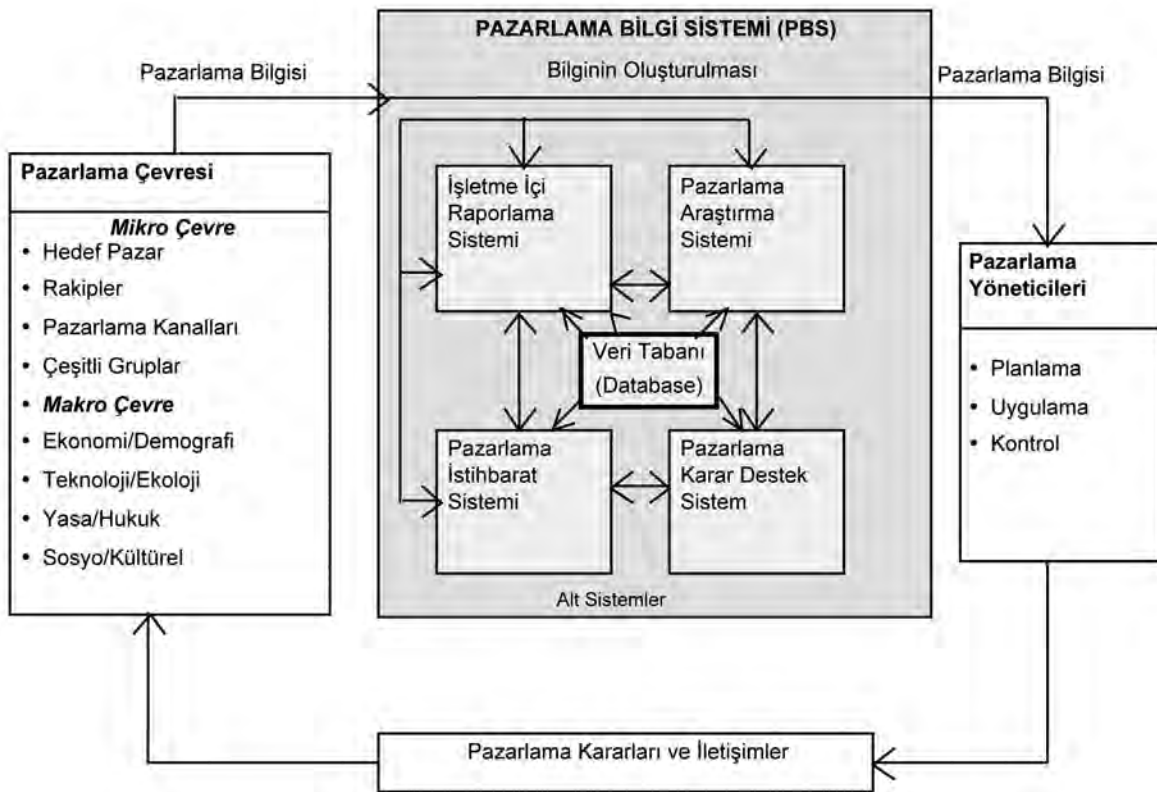 PAZARLAMA BİLGİ SİSTEMİ (PBS)
Bilginin Oluşturulması
Pazarlama Bilgisi
Pazarlama Bilgisi
Pazarlama Çevresi
Mikro Çevre
• Hedef Pazar
• Rakipler
• Pazarlama Kanalları
• Çeşitli Gruplar
• Makro Çevre
• Ekonomi/Demografi
• Teknoloji/Ekoloji
• Yasa/Hukuk
• Sosyo/Kültürel
İşletme İçi
Raporlama
Sistemi
Pazarlama
Araştırma
Sistemi
Veri Tabanı
(Database)
Pazarlama
İstihbarat
Sistemi
Pazarlama
Karar Destek
Sistem
Alt Sistemler
Pazarlama
Yöneticileri
• Planlama
• Uygulama
• Kontrol
Pazarlama Kararları ve İletişimler